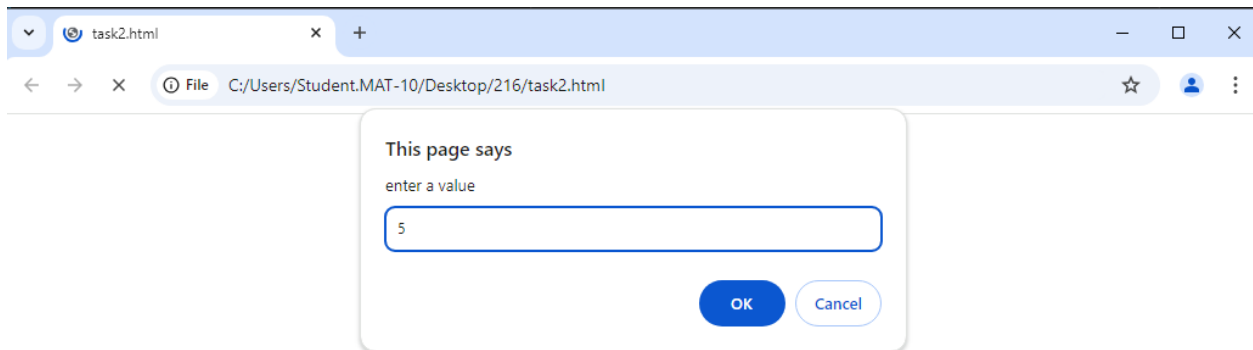 task2.html
File C:/Users/Student.MAT-10/Desktop/216/task2.html
This page says
enter a value
5
OK Cancel